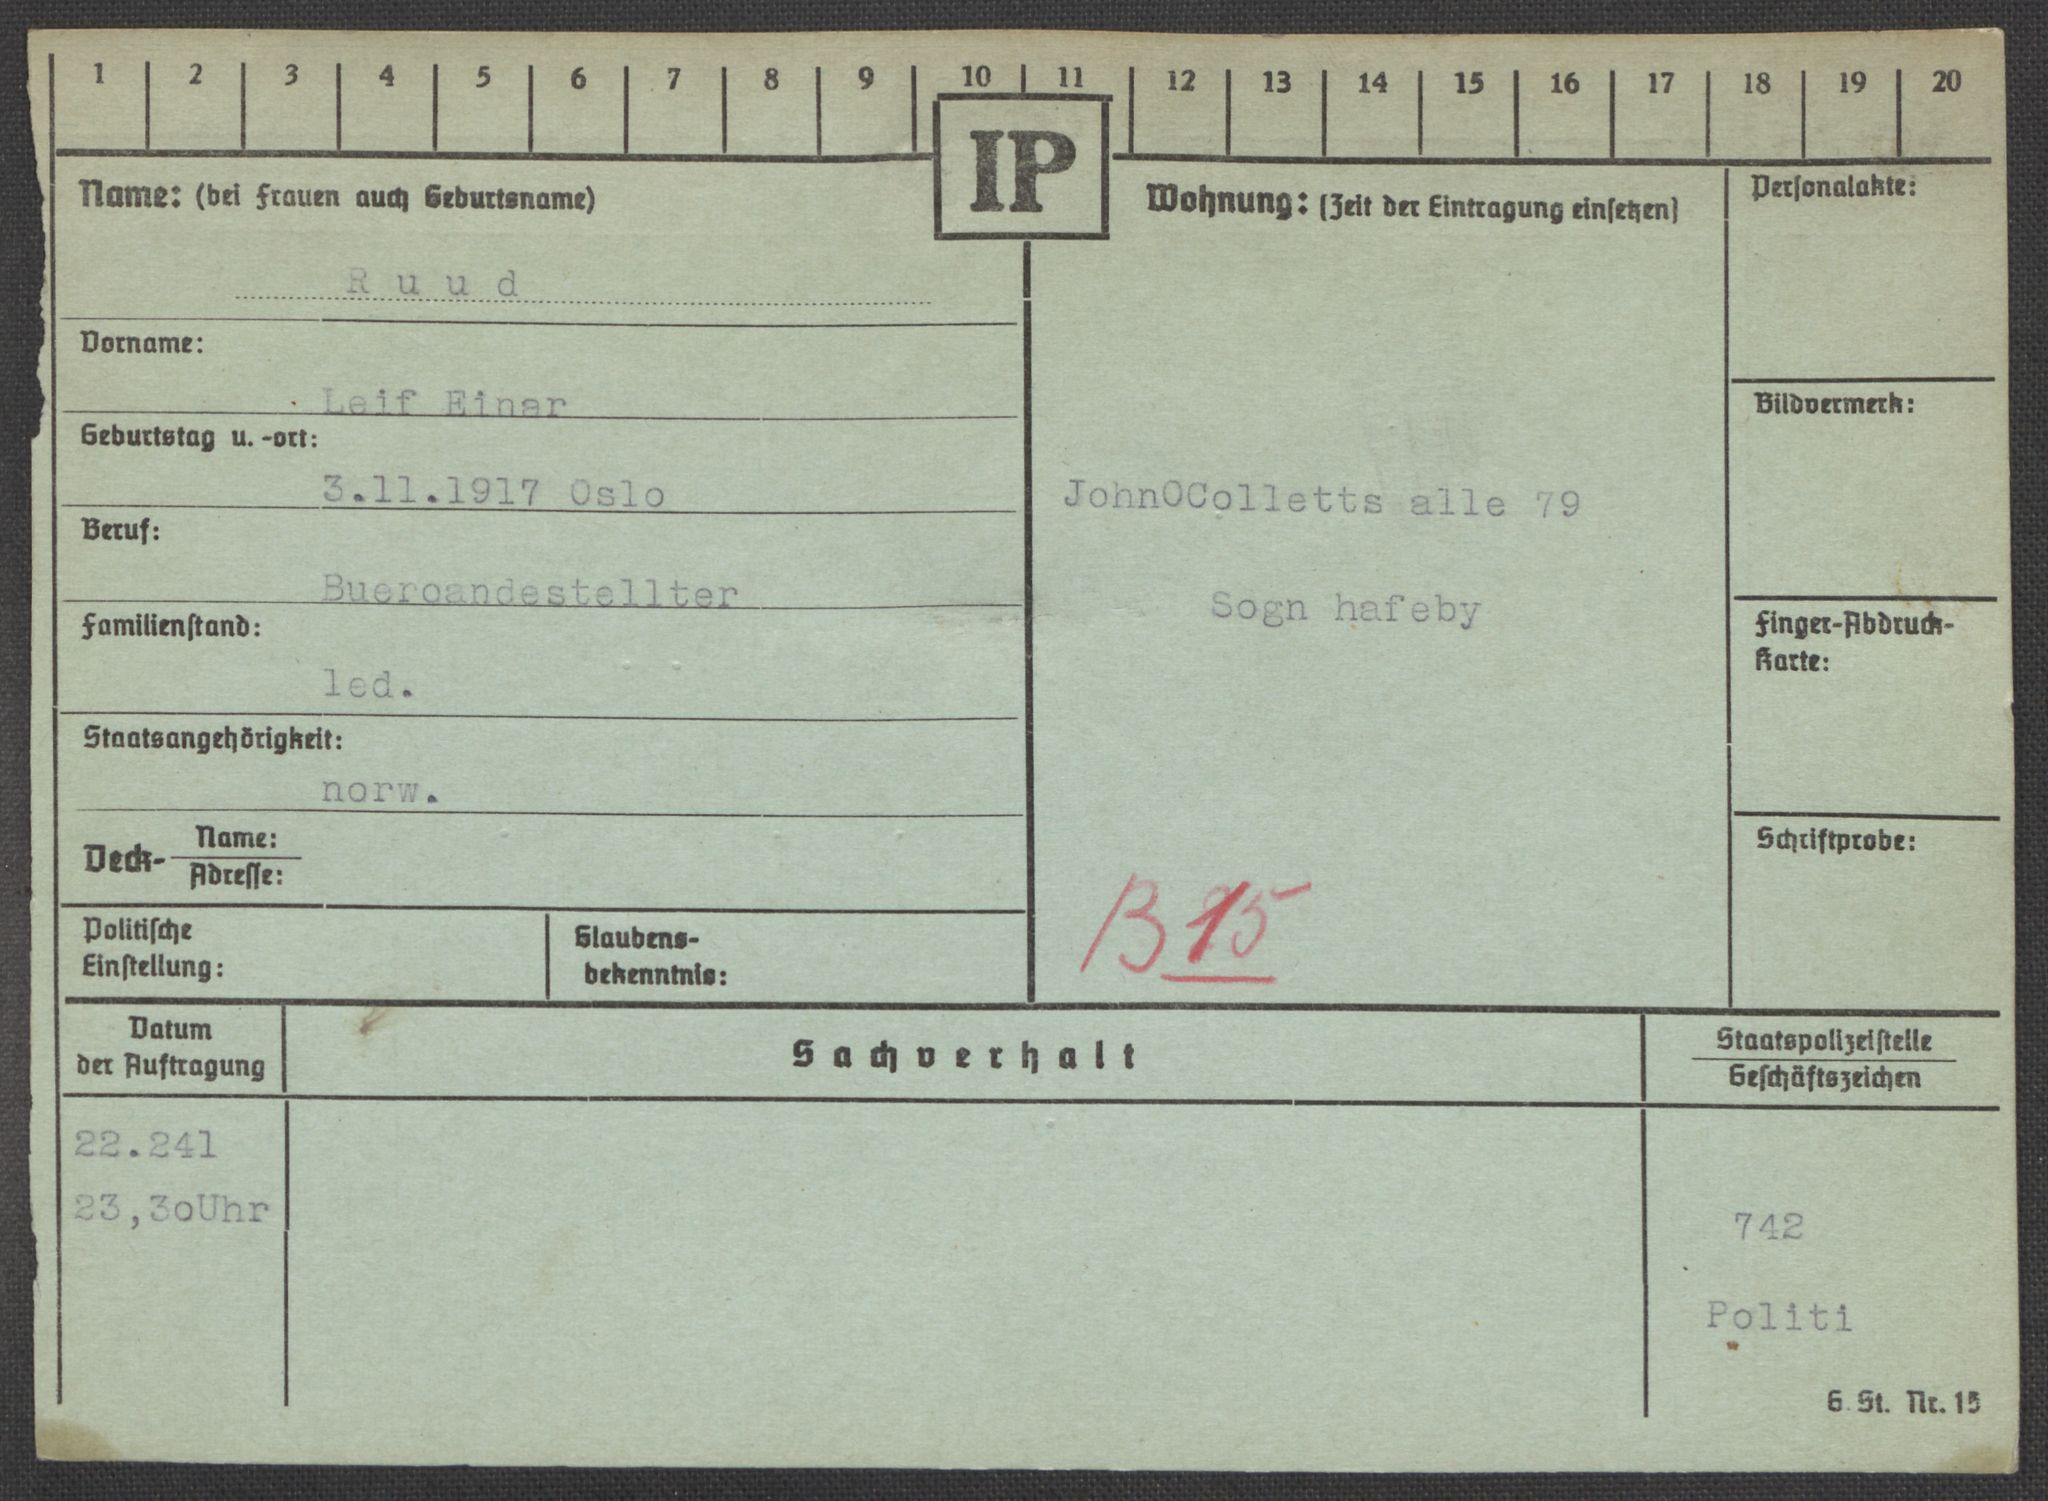 1 2 3 4 5 6 7 8 9 10 11 12 13 14 15 16 17 18 19 20
IP
Name: (bei Frauen auch Geburtsname)
R u u d
Vorname:
Leif Einar
Geburtstag u. -ort:
3.11.1917 Oslo
Beruf:
Bueroandestellter
Familienstand:
led.
Staatsangehörigkeit:
norw.
Deck-
Name:
Adresse:
Politische
Einstellung:
Glaubens-
bekenntnis:
Wohnung: (Zeit der Eintragung einsetzen)
JohnOColletts alle 79
Sogn hafeby
B 15
Personalakte:
Bildvermerk:
Finger-Abdruck-
Karte:
Schriftprobe:
Datum
der Auftragung
Sachverhalt
Staatspolizeistelle
Geschäftszeichen
22.241
23,3oUhr
742
Politi
G. St. Nr. 15